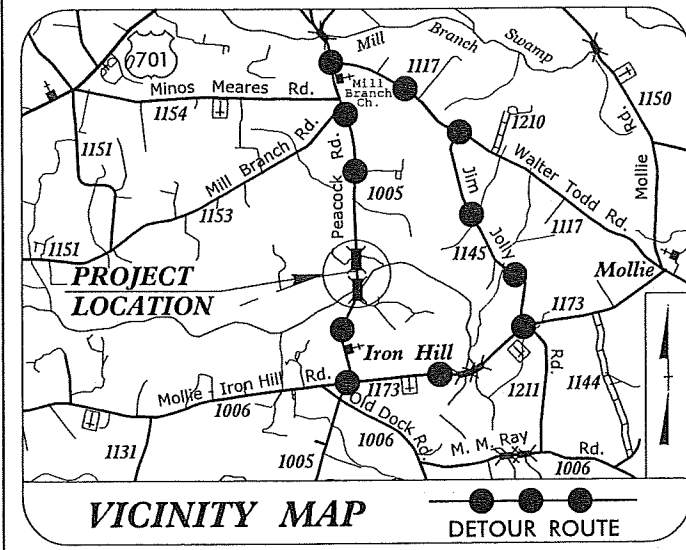 701
Mill Branch Swamp
1117
Minos Meares Rd.
1154
Mill
Branch
Ch.
1150
Rd.
Mollie
1151
Mill Branch Rd.
1153
1210
Walter Todd Rd.
1117
Peacock Rd.
1005
Jim Jolly Rd.
1145
1151
PROJECT
LOCATION
Mollie
1173
Iron Hill
Mollie - Iron Hill Rd.
1006
1173
1211
1144
Old Dock Rd.
1006
M. M. Ray Rd.
1006
1131
1005
VICINITY MAP
DETOUR ROUTE